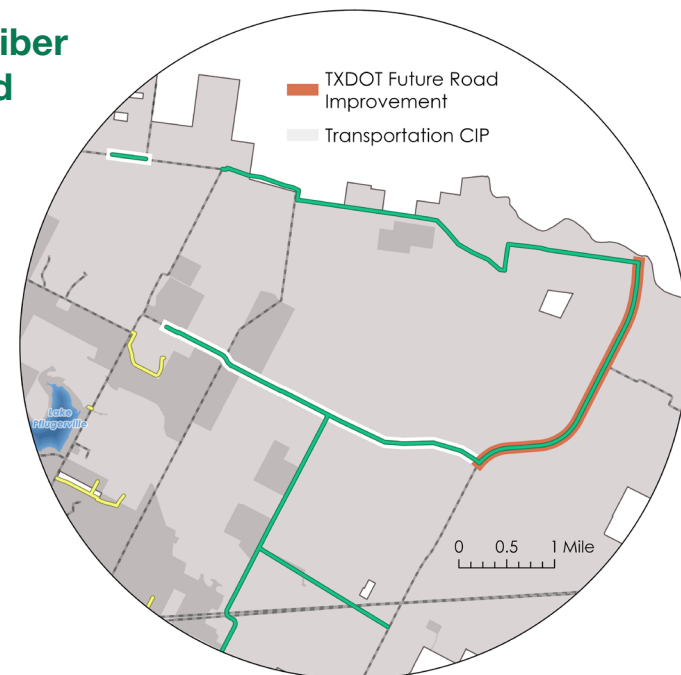 iber
d
TXDOT Future Road
Improvement
Transportation CIP
Lake
Pflugerville
0 0.5 1 Mile